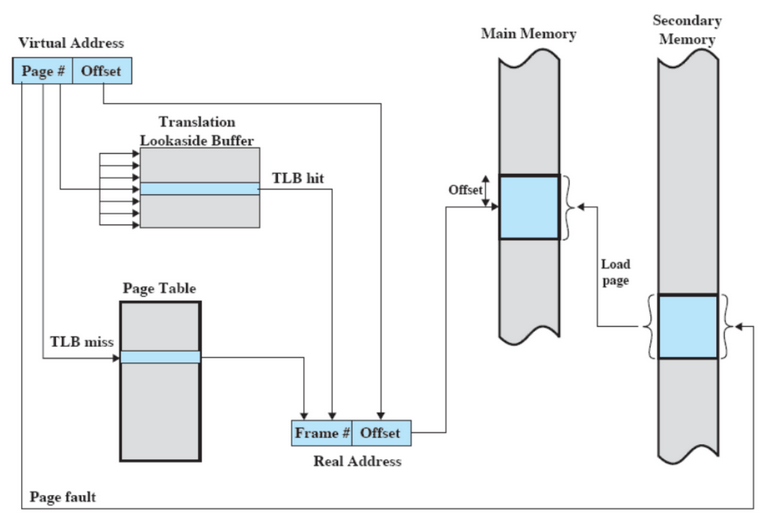 Virtual Address
Page #
Offset
Translation
Lookaside Buffer
TLB hit
Page Table
TLB miss
Frame #
Offset
Real Address
Page fault
Main Memory
Offset
Secondary
Memory
Load
page